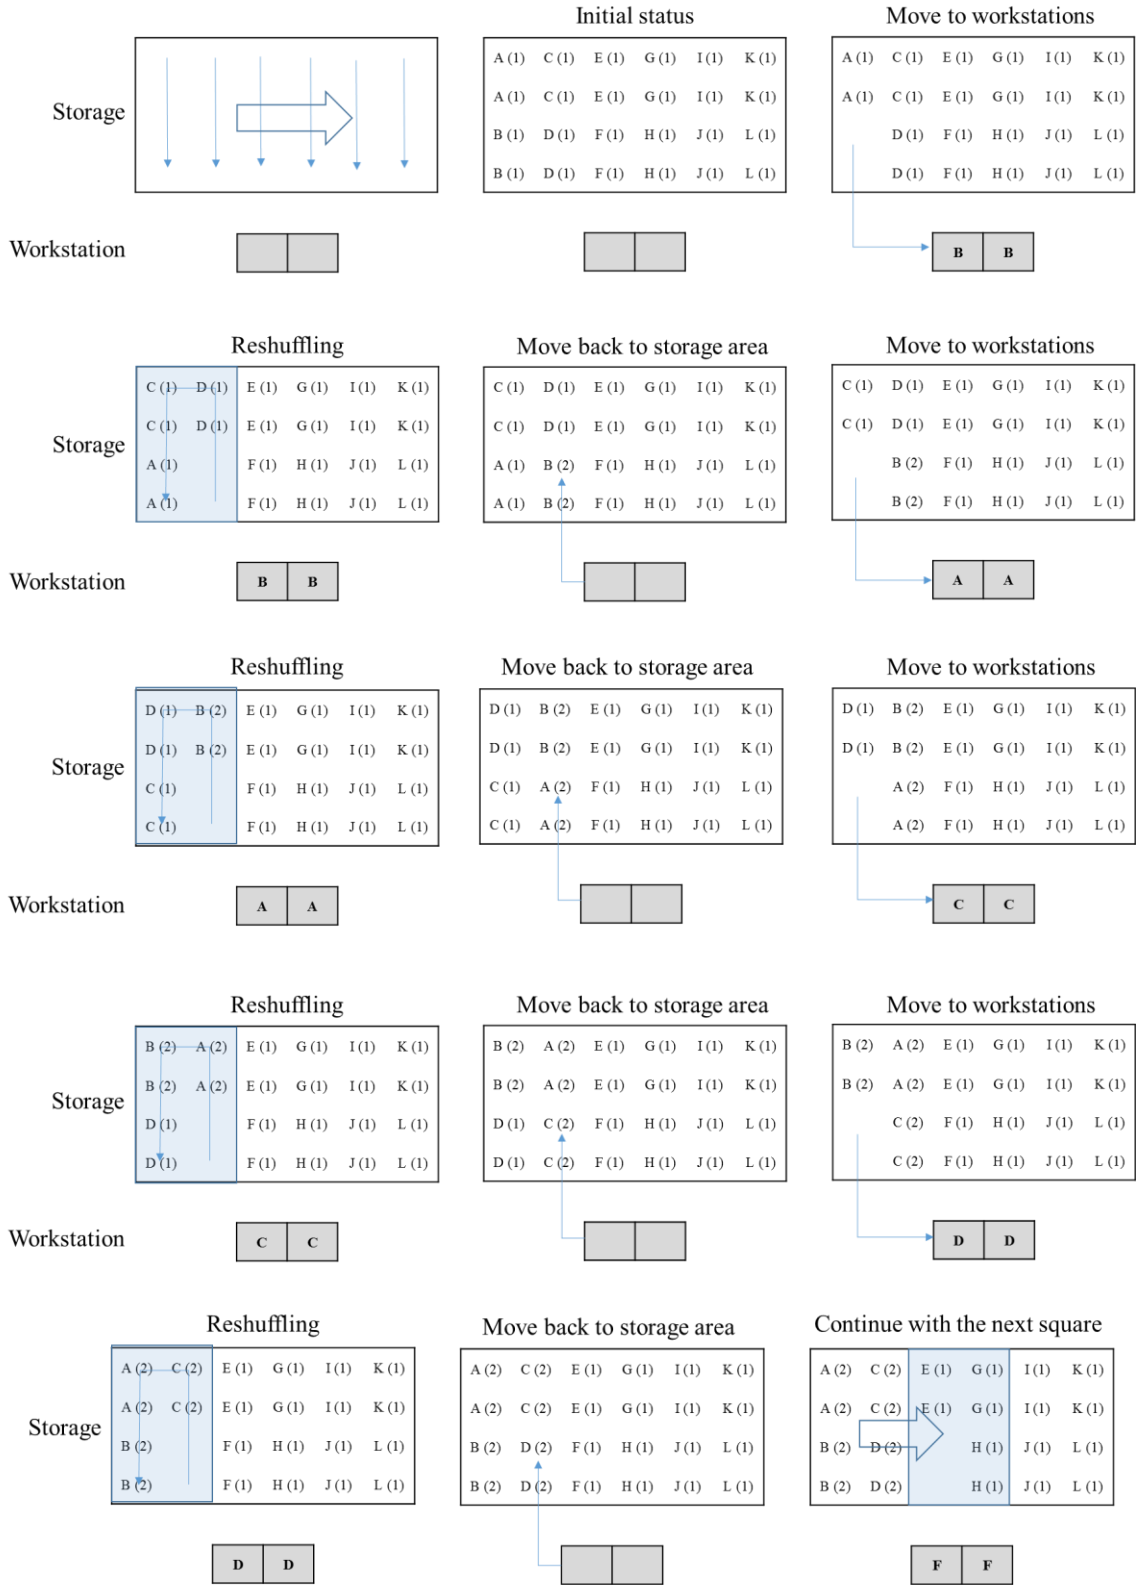 Initial status Move to workstations
A (1) C (1) E (1) G (1) I (1) K (1) A (1) C (1) E (1) G (1) I (1) K (1)
A (1) C (1) E (1) G (1) I (1) K (1) A (1) C (1) E (1) G (1) I (1) K (1)
Storage
B (1) D (1) F (1) H (1) J (1) L (1) D (1) F (1) H (1) J (1) L (1)
B (1) D (1) F (1) H (1) J (1) L (1) D (1) F (1) H (1) J (1) L (1)
Workstation B B
Reshuffling Move back to storage area Move to workstations
C (1) D (1) E (1) G (1) I (1) K (1) C (1) D (1) E (1) G (1) I (1) K (1) C (1) D (1) E (1) G (1) I (1) K (1)
C (1) D (1) E (1) G (1) I (1) K (1) C (1) D (1) E (1) G (1) I (1) K (1) C (1) D (1) E (1) G (1) I (1) K (1)
Storage
A (1) F (1) H (1) J (1) L (1) A (1) B (2) F (1) H (1) J (1) L (1) B (2) F (1) H (1) J (1) L (1)
A (1) F (1) H (1) J (1) L (1) A (1) B (2) F (1) H (1) J (1) L (1) B (2) F (1) H (1) J (1) L (1)
Workstation B B A A
Reshuffling Move back to storage area Move to workstations
D (1) B (2) E (1) G (1) I (1) K (1) D (1) B (2) E (1) G (1) I (1) K (1) D (1) B (2) E (1) G (1) I (1) K (1)
D (1) B (2) E (1) G (1) I (1) K (1) D (1) B (2) E (1) G (1) I (1) K (1) D (1) B (2) E (1) G (1) I (1) K (1)
Storage
C (1) F (1) H (1) J (1) L (1) C (1) A (2) F (1) H (1) J (1) L (1) A (2) F (1) H (1) J (1) L (1)
C (1) F (1) H (1) J (1) L (1) C (1) A (2) F (1) H (1) J (1) L (1) A (2) F (1) H (1) J (1) L (1)
Workstation A A C C
Reshuffling Move back to storage area Move to workstations
B (2) A (2) E (1) G (1) I (1) K (1) B (2) A (2) E (1) G (1) I (1) K (1) B (2) A (2) E (1) G (1) I (1) K (1)
B (2) A (2) E (1) G (1) I (1) K (1) B (2) A (2) E (1) G (1) I (1) K (1) B (2) A (2) E (1) G (1) I (1) K (1)
Storage
D (1) F (1) H (1) J (1) L (1) D (1) C (2) F (1) H (1) J (1) L (1) C (2) F (1) H (1) J (1) L (1)
D (1) F (1) H (1) J (1) L (1) D (1) C (2) F (1) H (1) J (1) L (1) C (2) F (1) H (1) J (1) L (1)
Workstation C C D D
Reshuffling Move back to storage area Continue with the next square
A (2) C (2) E (1) G (1) I (1) K (1) A (2) C (2) E (1) G (1) I (1) K (1) A (2) C (2) E (1) G (1) I (1) K (1)
A (2) C (2) E (1) G (1) I (1) K (1) A (2) C (2) E (1) G (1) I (1) K (1) A (2) C (2) E (1) G (1) I (1) K (1)
Storage
B (2) F (1) H (1) J (1) L (1) B (2) D (2) F (1) H (1) J (1) L (1) B (2) D (2) H (1) J (1) L (1)
B (2) F (1) H (1) J (1) L (1) B (2) D (2) F (1) H (1) J (1) L (1) B (2) D (2) H (1) J (1) L (1)
D D F F